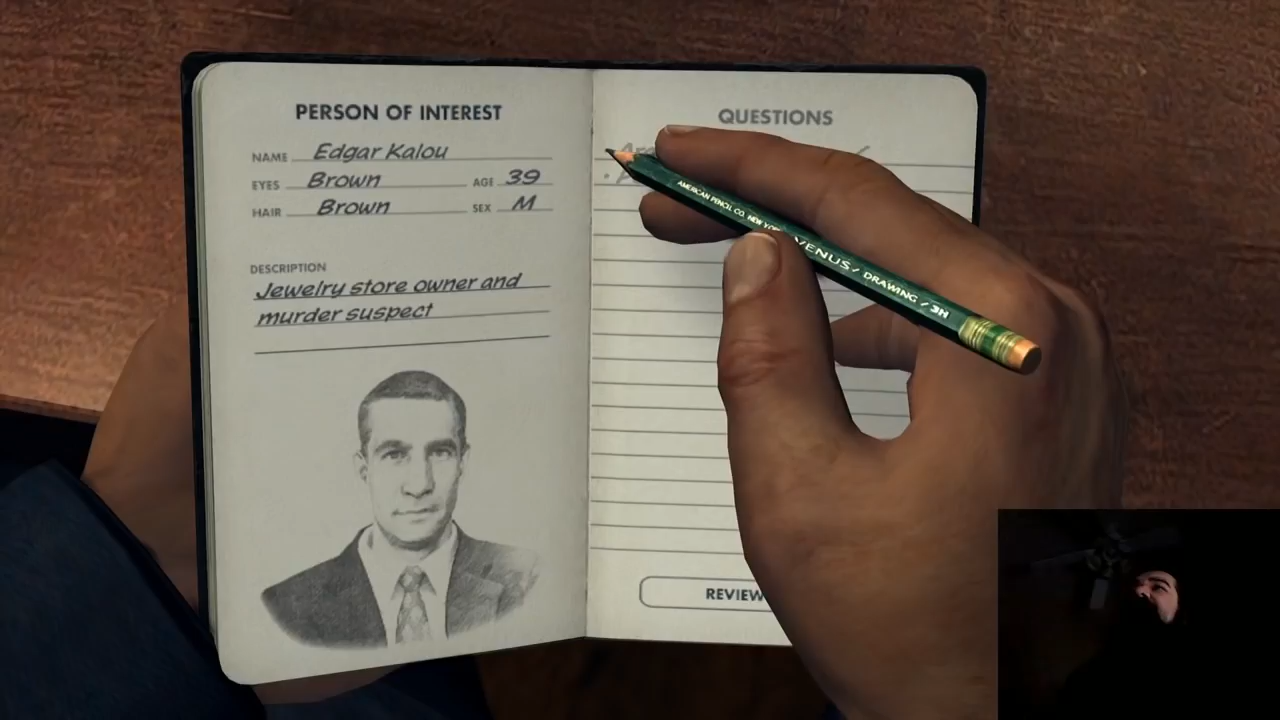 PERSON OF INTEREST
NAME Edgar Kalou
EYES Brown AGE 39
HAIR Brown SEX M
DESCRIPTION
Jewelry store owner and
murder suspect
QUESTIONS
REVIEW
AMERICAN PENCIL CO. NEW YORK VENUS / DRAWING / 3H